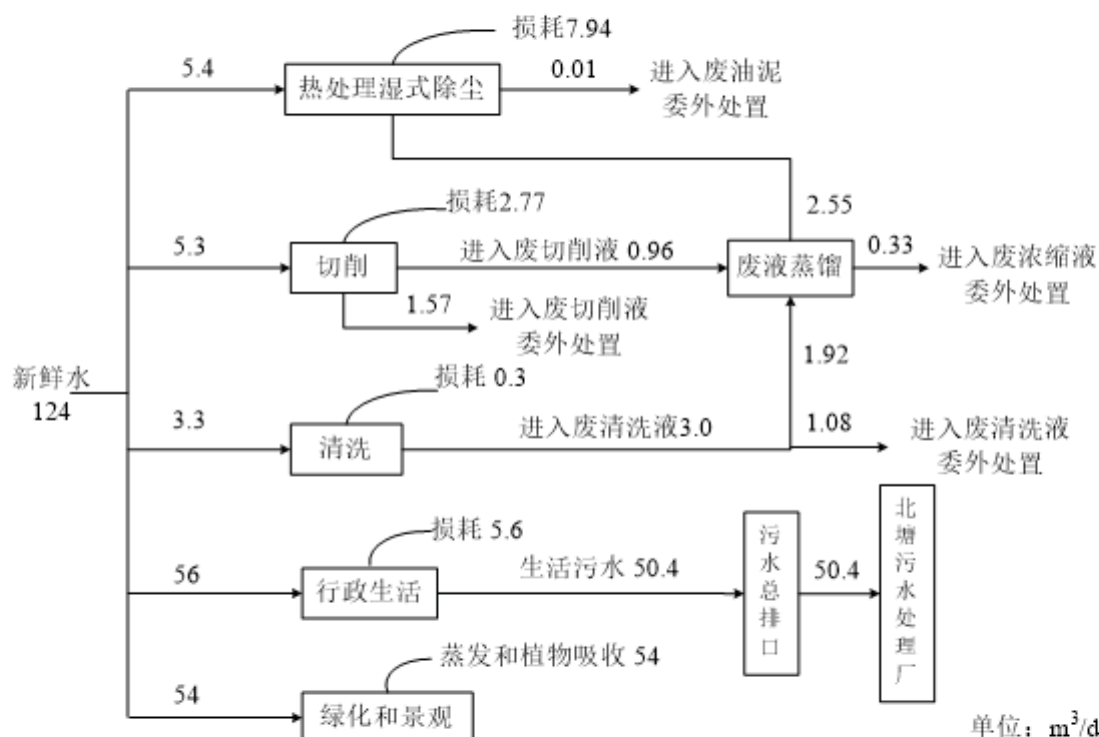 损耗7.94
5.4
热处理湿式除尘
0.01
进入废油泥
委外处置
损耗2.77
2.55
5.3
切削
进入废切削液 0.96
废液蒸馏
0.33
进入废浓缩液
委外处置
1.57
进入废切削液
委外处置
1.92
新鲜水
124
损耗 0.3
3.3
清洗
进入废清洗液3.0
1.08
进入废清洗液
委外处置
损耗 5.6
56
行政生活
生活污水 50.4
污水总排口
50.4
北塘污水处理厂
蒸发和植物吸收 54
54
绿化和景观
单位：m³/d